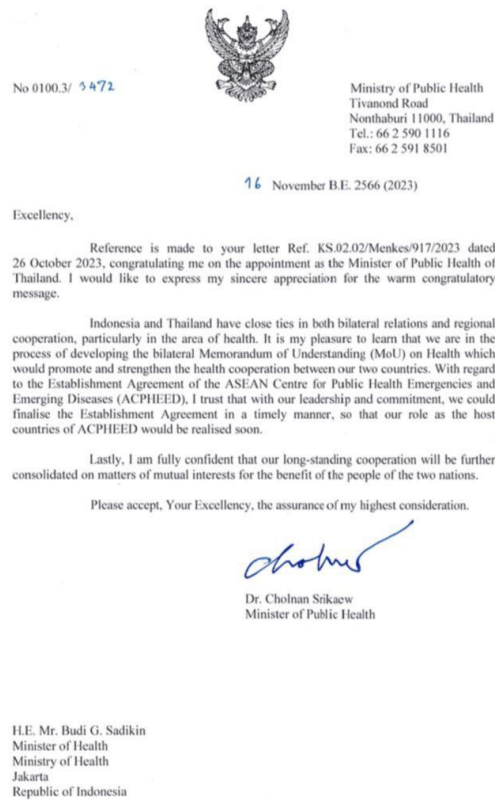 No 0100.3/ 3472
Ministry of Public Health
Tivanond Road
Nonthaburi 11000, Thailand
Tel.: 66 2 590 1116
Fax: 66 2 591 8501
16 November B.E. 2566 (2023)
Excellency,
Reference is made to your letter Ref. KS.02.02/Menkes/917/2023 dated
26 October 2023, congratulating me on the appointment as the Minister of Public Health of
Thailand. I would like to express my sincere appreciation for the warm congratulatory
message.
Indonesia and Thailand have close ties in both bilateral relations and regional
cooperation, particularly in the area of health. It is my pleasure to learn that we are in the
process of developing the bilateral Memorandum of Understanding (MoU) on Health which
would promote and strengthen the health cooperation between our two countries. With regard
to the Establishment Agreement of the ASEAN Centre for Public Health Emergencies and
Emerging Diseases (ACPHEED), I trust that with our leadership and commitment, we could
finalise the Establishment Agreement in a timely manner, so that our role as the host
countries of ACPHEED would be realised soon.
Lastly, I am fully confident that our long-standing cooperation will be further
consolidated on matters of mutual interests for the benefit of the people of the two nations.
Please accept, Your Excellency, the assurance of my highest consideration.
Dr. Cholnan Srikaew
Minister of Public Health
H.E. Mr. Budi G. Sadikin
Minister of Health
Ministry of Health
Jakarta
Republic of Indonesia